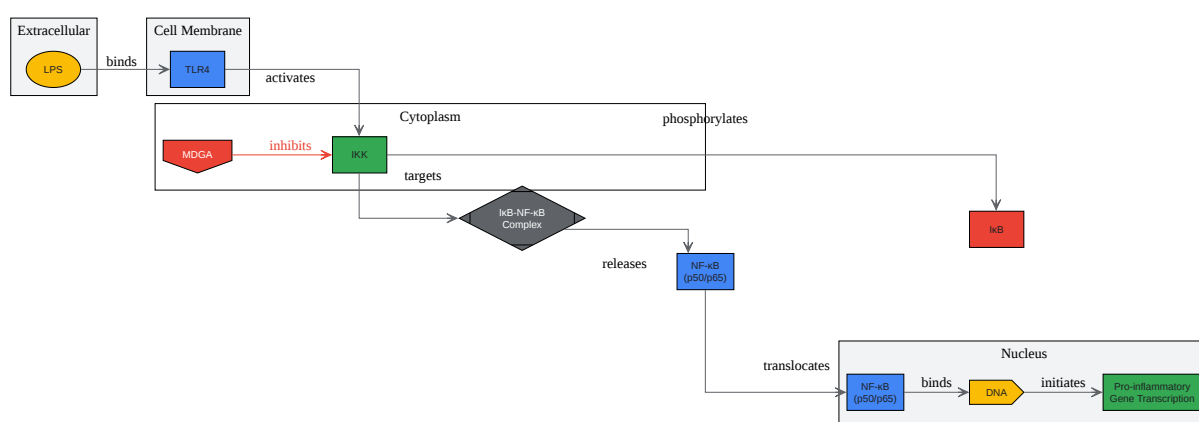 Extracellular
LPS
binds
Cell Membrane
TLR4
activates
Cytoplasm
phosphorylates
MDGA
inhibits
IKK
targets
IκB-NF-κB
Complex
IκB
releases
NF-κB
(p50/p65)
translocates
Nucleus
NF-κB
(p50/p65)
binds
DNA
initiates
Pro-inflammatory
Gene Transcription